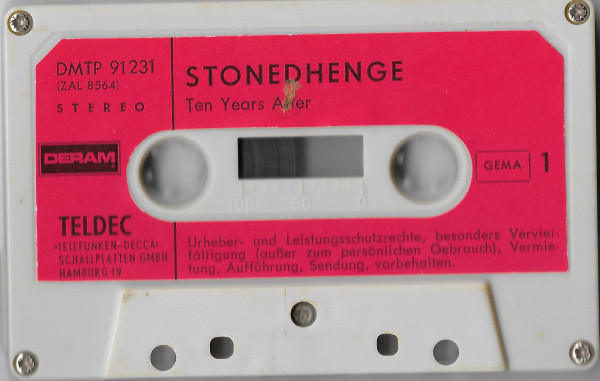 DMTP 91231
(ZAL 8564)
STEREO
STONEDHENGE
Ten Years After
DERAM
GEMA
1
100 50 0
TELDEC
»TELEFUNKEN-DECCA«
SCHALLPLATTEN GMBH
HAMBURG 19
Urheber- und Leistungsschutzrechte, besonders Verviel-
fältigung (außer zum persönlichen Gebrauch), Vermie-
tung, Aufführung, Sendung, vorbehalten.